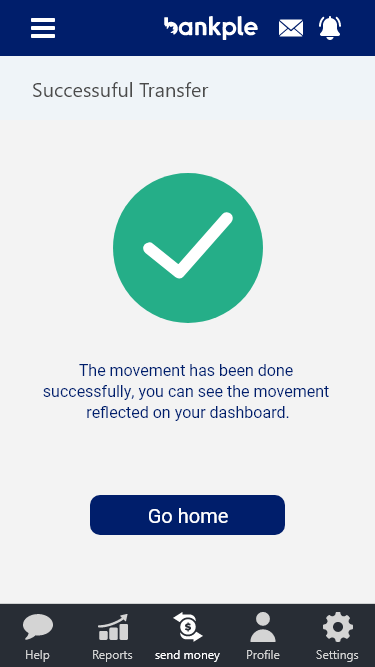 bankple
Successuful Transfer
The movement has been done
successfully, you can see the movement
reflected on your dashboard.
Go home
$
Help
Reports
send money
Profile
Settings